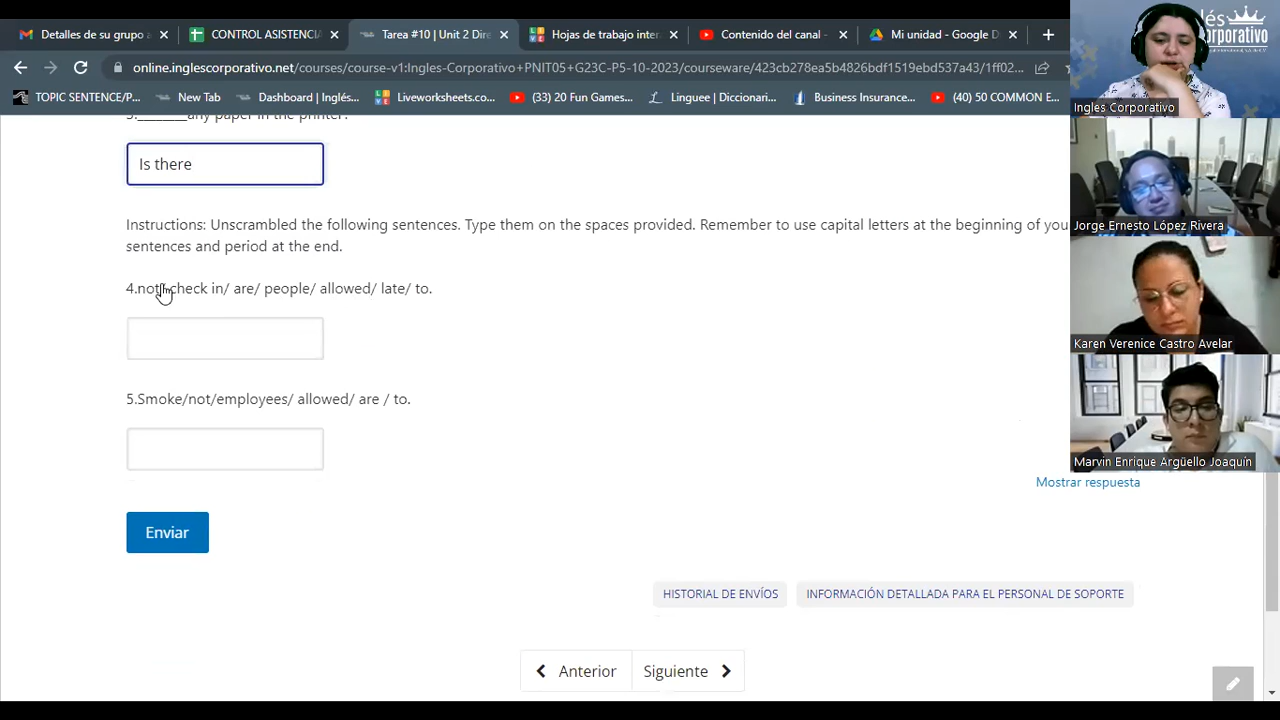 Detalles de su grupo a
CONTROL ASISTENCIA
Tarea #10 | Unit 2 Dire
Hojas de trabajo inter
Contenido del canal -
Mi unidad - Google D
online.inglescorporativo.net/courses/course-v1:Ingles-Corporativo+PNIT05+G23C-P5-10-2023/courseware/423cb278ea5b4826bdf1519ebd537a43/1ff02...
TOPIC SENTENCE/P...
New Tab
Dashboard | Inglés...
Liveworksheets.co...
(33) 20 Fun Games...
Linguee | Diccionari...
Business Insurance...
(40) 50 COMMON E...
Ingles Corporativo
Jorge Ernesto López Rivera
Karen Verenice Castro Avelar
Marvin Enrique Argüello Joaquín
________any paper in the printer?
Is there
Instructions: Unscrambled the following sentences. Type them on the spaces provided. Remember to use capital letters at the beginning of you
sentences and period at the end.
4.not/ check in/ are/ people/ allowed/ late/ to.
5.Smoke/not/employees/ allowed/ are / to.
Mostrar respuesta
Enviar
HISTORIAL DE ENVÍOS
INFORMACIÓN DETALLADA PARA EL PERSONAL DE SOPORTE
Anterior
Siguiente